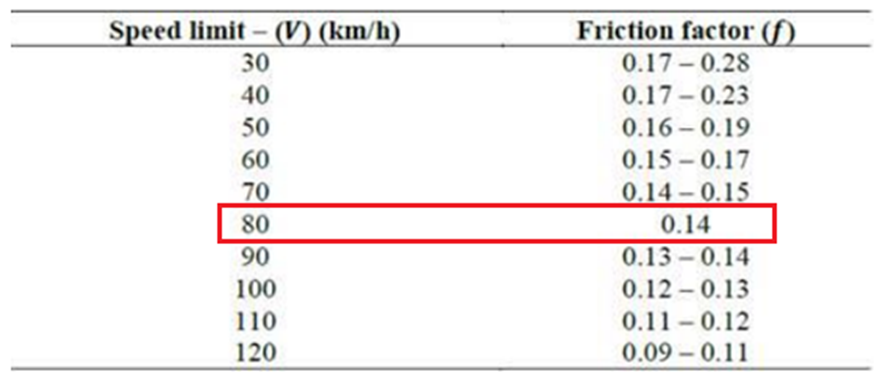 Speed limit – (V) (km/h) Friction factor (f)
30 0.17 – 0.28
40 0.17 – 0.23
50 0.16 – 0.19
60 0.15 – 0.17
70 0.14 – 0.15
80 0.14
90 0.13 – 0.14
100 0.12 – 0.13
110 0.11 – 0.12
120 0.09 – 0.11